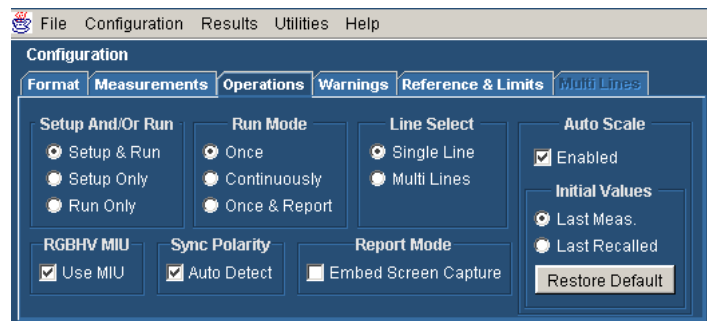 File Configuration Results Utilities Help
Configuration
Format Measurements Operations Warnings Reference & Limits Multi Lines
Setup And/Or Run
Setup & Run
Setup Only
Run Only
Run Mode
Once
Continuously
Once & Report
Line Select
Single Line
Multi Lines
Auto Scale
Enabled
Initial Values
Last Meas.
Last Recalled
Restore Default
RGBHV MIU
Use MIU
Sync Polarity
Auto Detect
Report Mode
Embed Screen Capture